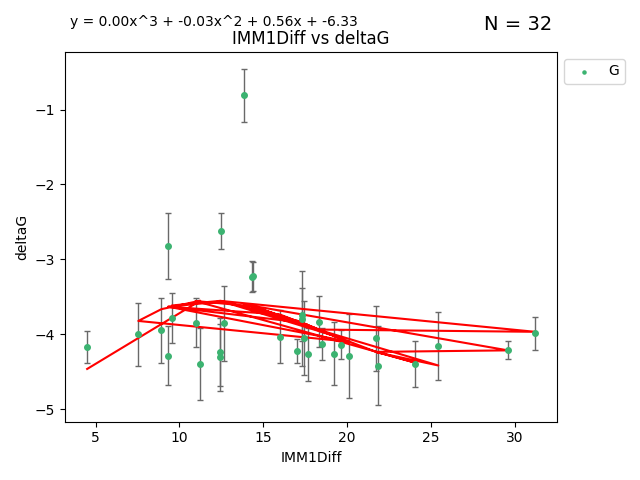 y = 0.00x^3 + -0.03x^2 + 0.56x + -6.33
N = 32
IMM1Diff vs deltaG
G
deltaG
-1
-2
-3
-4
-5
5 10 15 20 25 30
IMM1Diff